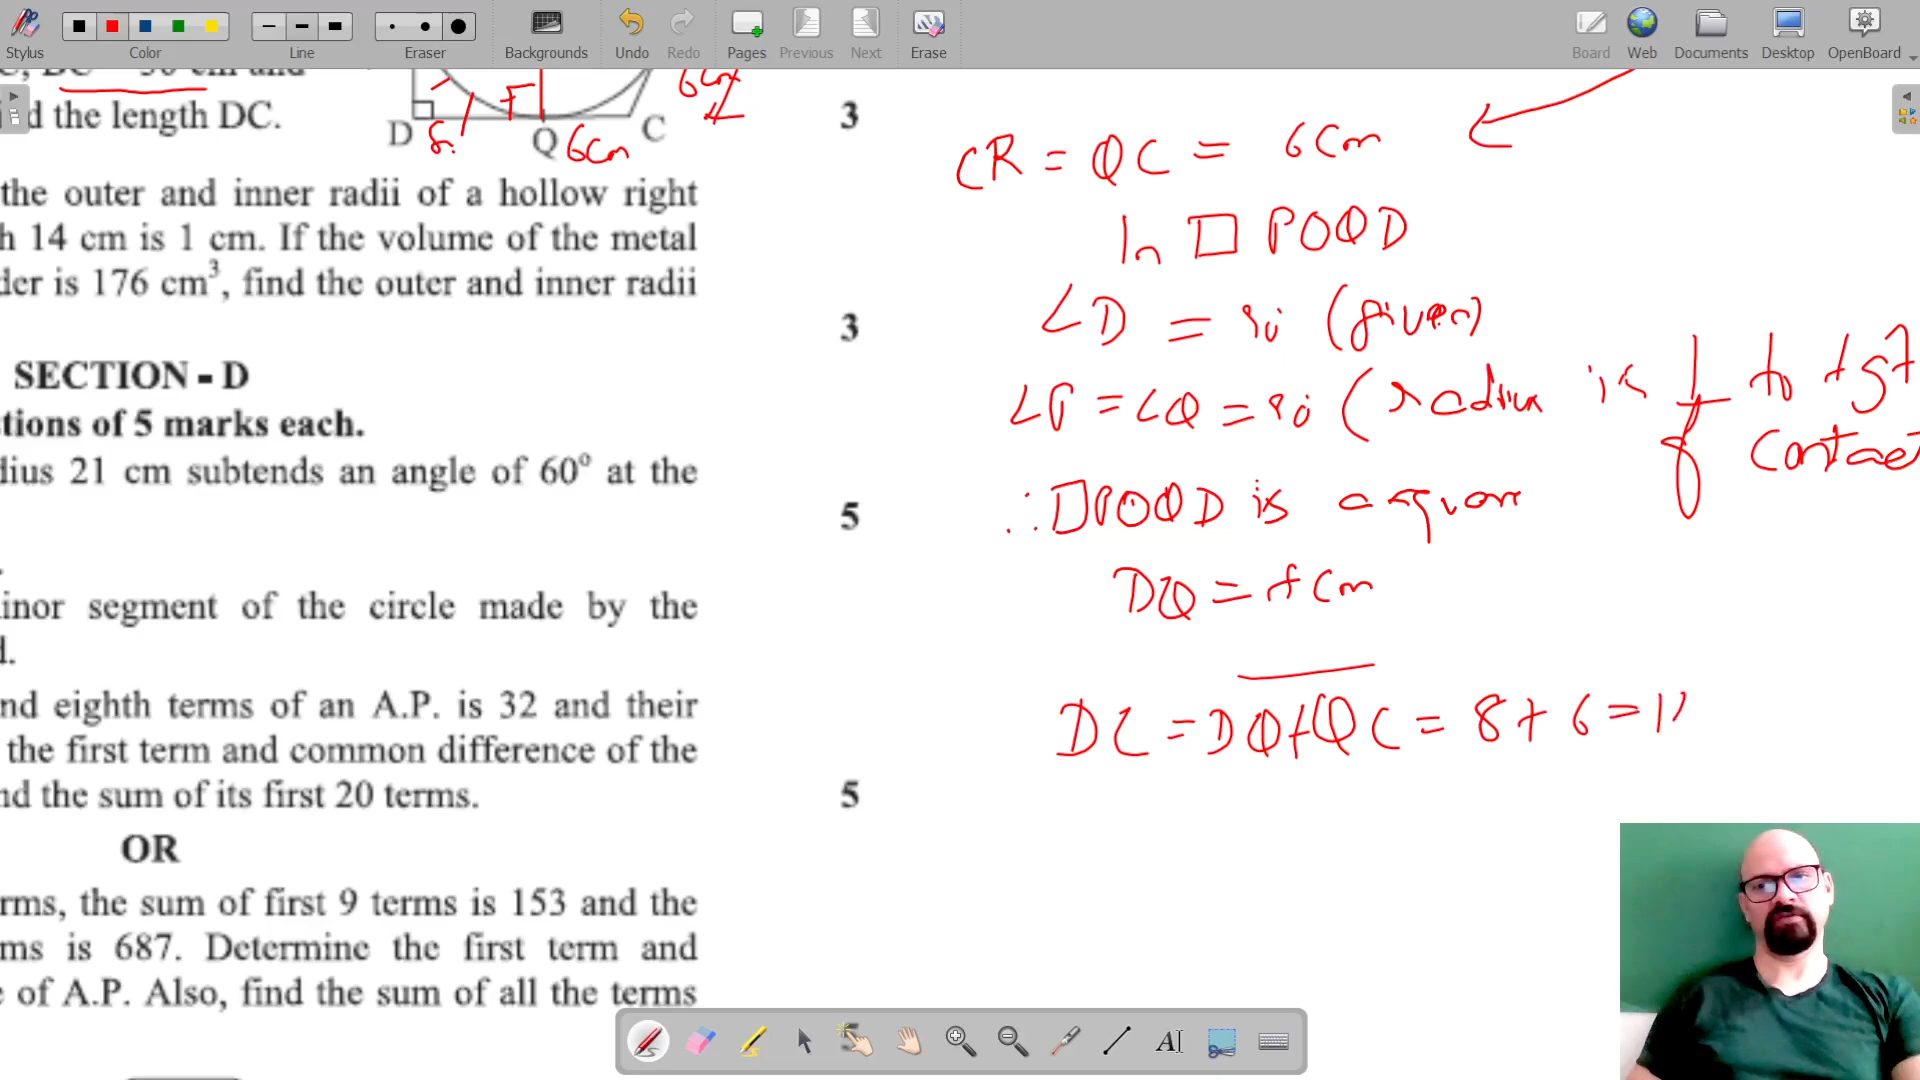 Stylus Color Line Eraser Backgrounds Undo Redo Pages Previous Next Erase Board Web Documents Desktop OpenBoard
d the length DC. 3
D 8. Q 6cm C
the outer and inner radii of a hollow right
h 14 cm is 1 cm. If the volume of the metal
der is 176 cm³, find the outer and inner radii
3
SECTION - D
tions of 5 marks each.
dius 21 cm subtends an angle of 60° at the
5
inor segment of the circle made by the
d.
nd eighth terms of an A.P. is 32 and their
the first term and common difference of the
nd the sum of its first 20 terms. 5
OR
rms, the sum of first 9 terms is 153 and the
ms is 687. Determine the first term and
e of A.P. Also, find the sum of all the terms
CR = QC = 6cm
In □ POQD
∠D = 90 (given)
∠P = ∠Q = 90 (radius is ⊥ to tgt
of contact
∴ □POQD is a square
DC = DQ+QC = 8+6=1